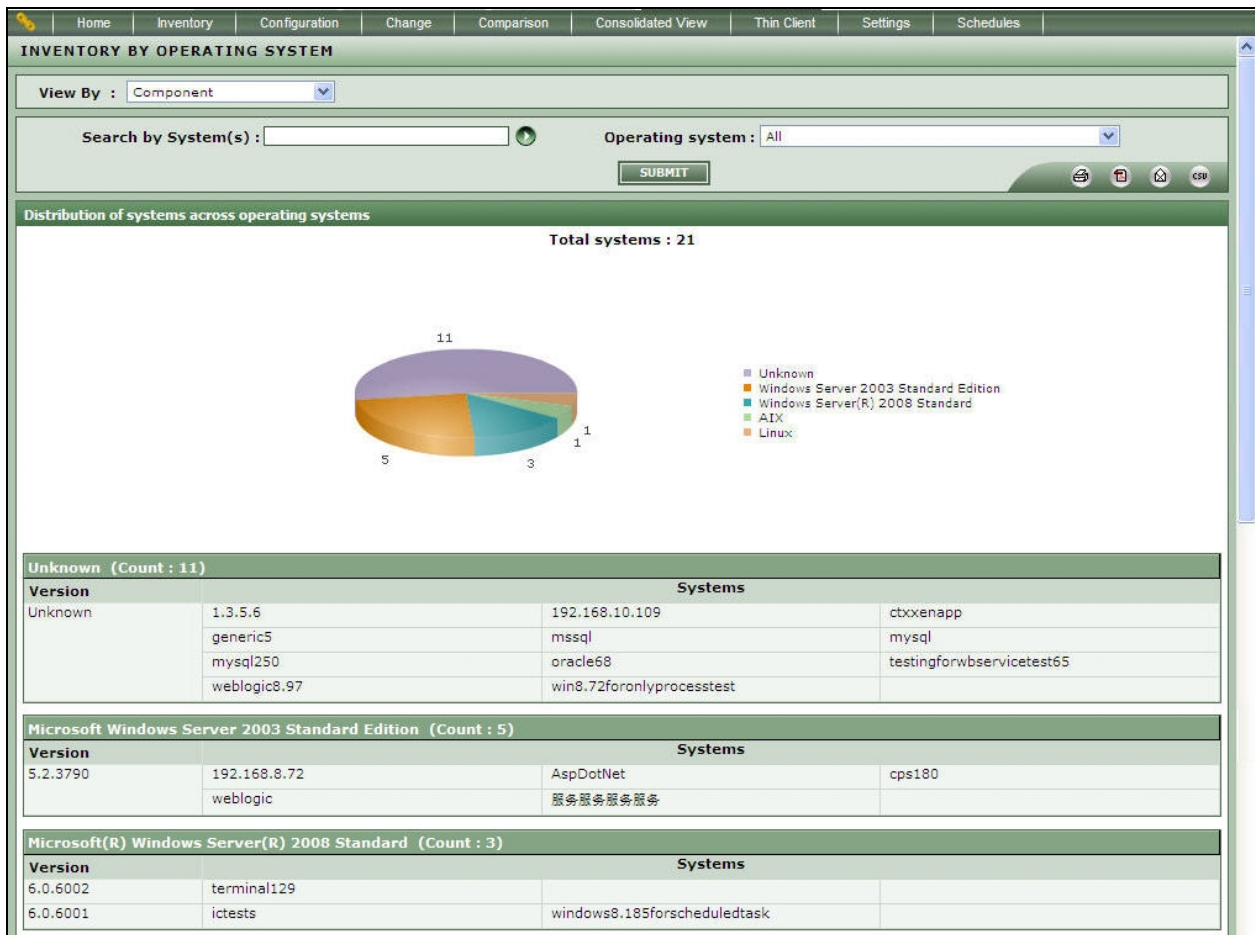 Home Inventory Configuration Change Comparison Consolidated View Thin Client Settings Schedules
INVENTORY BY OPERATING SYSTEM
View By : Component
Search by System(s) : Operating system : All
SUBMIT
CSV
Distribution of systems across operating systems
Total systems : 21
11
Unknown
Windows Server 2003 Standard Edition
Windows Server(R) 2008 Standard
AIX
Linux
1
1
5
3
Unknown (Count : 11)
Version Systems
Unknown 1.3.5.6 192.168.10.109 ctxxenapp
generic5 mssql mysql
mysql250 oracle68 testingforwbservicetest65
weblogic8.97 win8.72foronlyprocesstest
Microsoft Windows Server 2003 Standard Edition (Count : 5)
Version Systems
5.2.3790 192.168.8.72 AspDotNet cps180
weblogic 服务服务服务服务
Microsoft(R) Windows Server(R) 2008 Standard (Count : 3)
Version Systems
6.0.6002 terminal129
6.0.6001 ictests windows8.185forscheduledtask